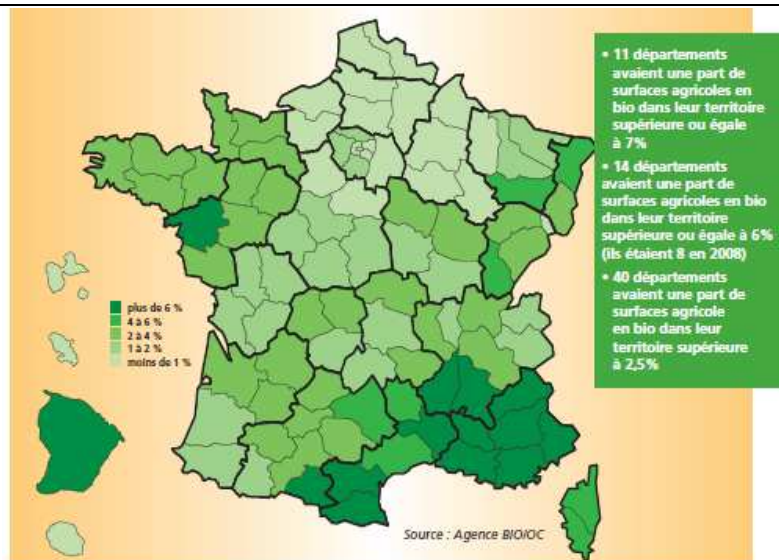 • 11 départements
avaient une part de
surfaces agricoles en
bio dans leur territoire
supérieure ou égale
à 7%
• 14 départements
avaient une part de
surfaces agricoles en bio
dans leur territoire
supérieure ou égale à 6%
(ils étaient 8 en 2008)
• 40 départements
avaient une part de
surfaces agricole
en bio dans leur
territoire supérieure
à 2,5%
plus de 6 %
4 à 6 %
2 à 4 %
1 à 2 %
moins de 1 %
Source : Agence BIO/OC